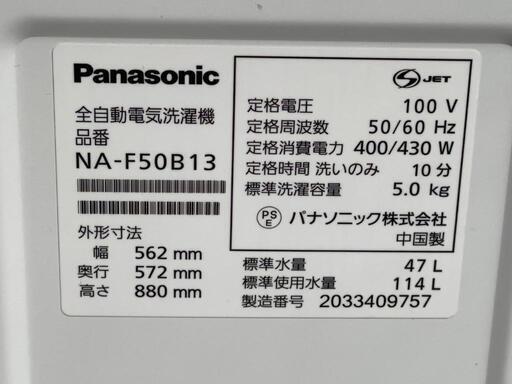 Panasonic
全自動電気洗濯機
品番
NA-F50B13
外形寸法
幅 562 mm
奥行 572 mm
高さ 880 mm
S JET
定格電圧 100 V
定格周波数 50/60 Hz
定格消費電力 400/430 W
定格時間 洗いのみ 10 分
標準洗濯容量 5.0 kg
PS E パナソニック株式会社
中国製
標準水量 47 L
標準使用水量 114 L
製造番号 2033409757